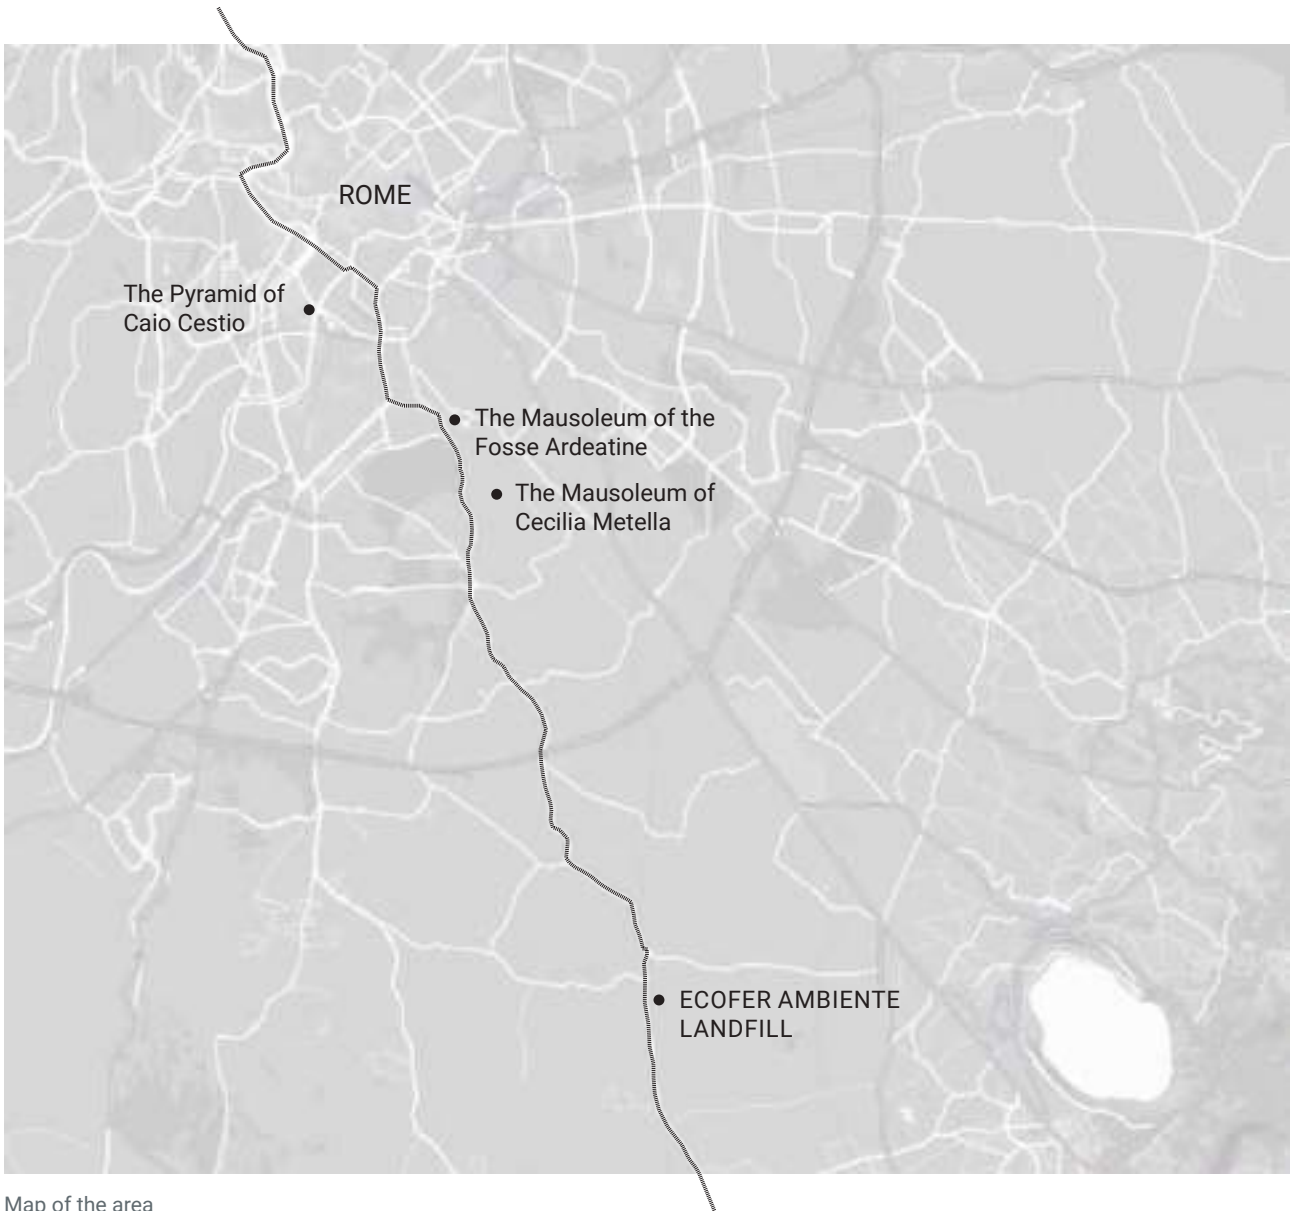 ROME
The Pyramid of
Caio Cestio
The Mausoleum of the
Fosse Ardeatine
The Mausoleum of
Cecilia Metella
ECOFER AMBIENTE
LANDFILL
Map of the area